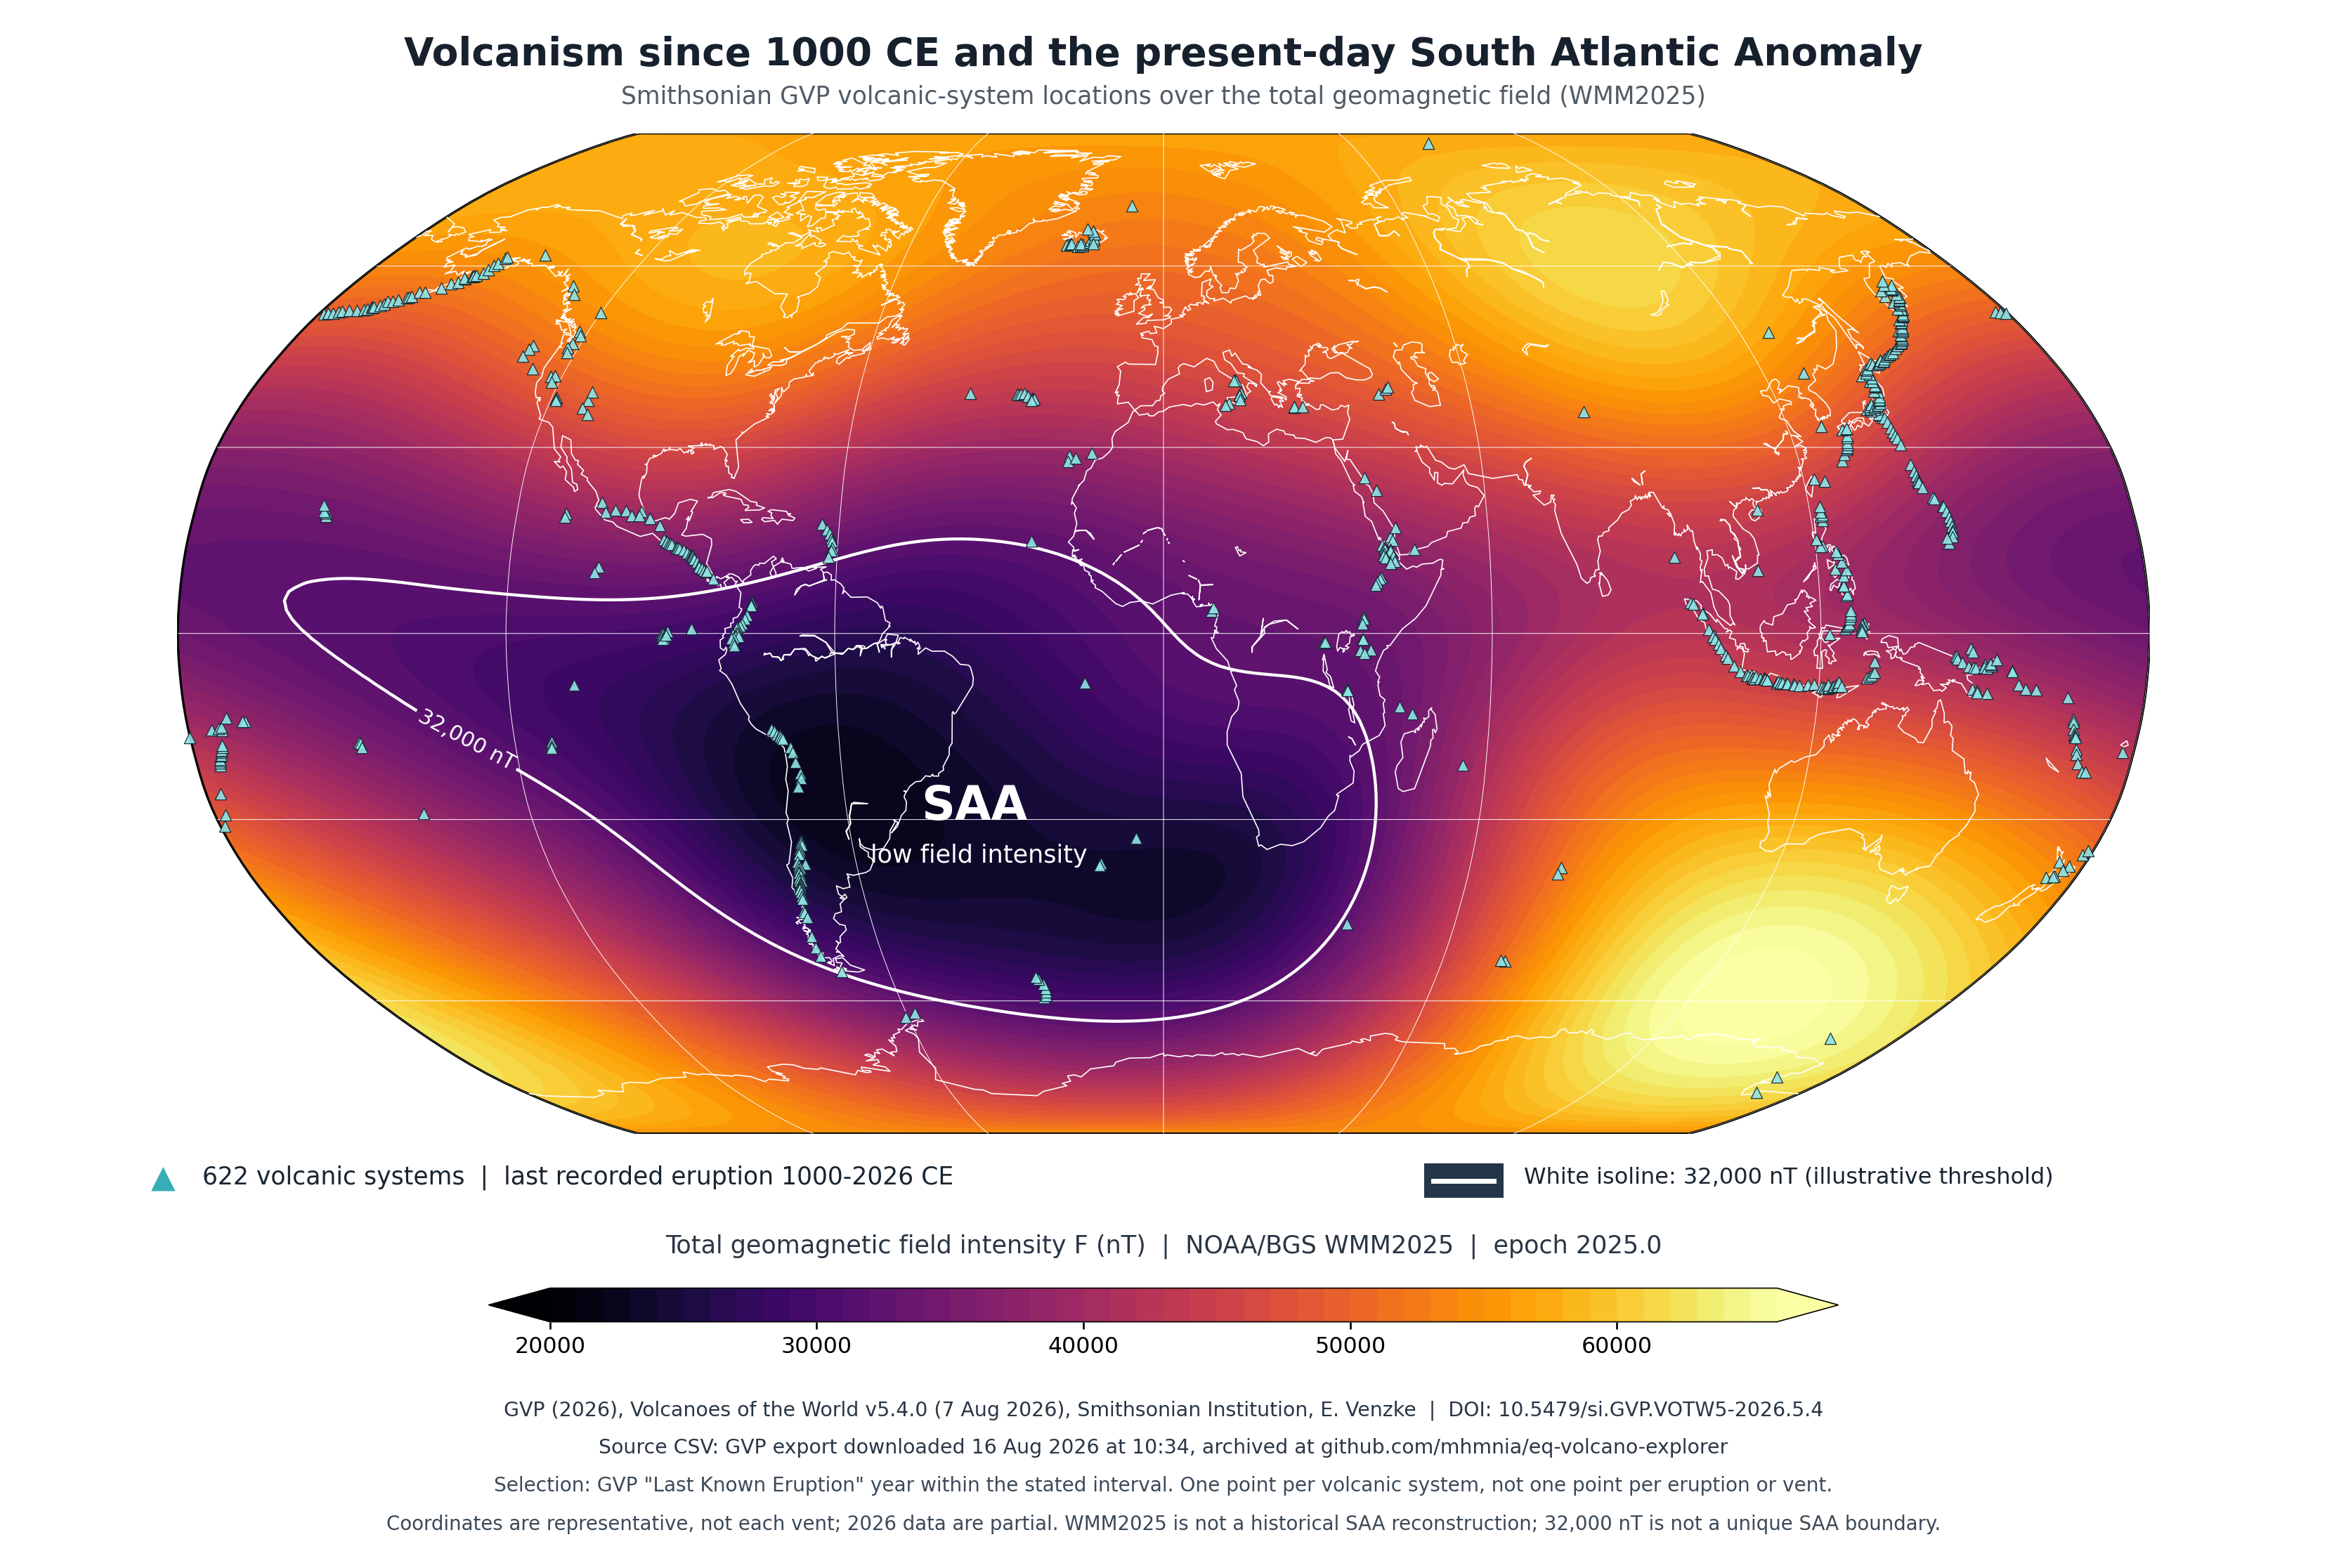 Volcanism since 1000 CE and the present-day South Atlantic Anomaly
Smithsonian GVP volcanic-system locations over the total geomagnetic field (WMM2025)
32,000 nT
SAA
low field intensity
622 volcanic systems | last recorded eruption 1000-2026 CE
White isoline: 32,000 nT (illustrative threshold)
Total geomagnetic field intensity F (nT) | NOAA/BGS WMM2025 | epoch 2025.0
20000 30000 40000 50000 60000
GVP (2026), Volcanoes of the World v5.4.0 (7 Aug 2026), Smithsonian Institution, E. Venzke | DOI: 10.5479/si.GVP.VOTW5-2026.5.4
Source CSV: GVP export downloaded 16 Aug 2026 at 10:34, archived at github.com/mhmnia/eq-volcano-explorer
Selection: GVP "Last Known Eruption" year within the stated interval. One point per volcanic system, not one point per eruption or vent.
Coordinates are representative, not each vent; 2026 data are partial. WMM2025 is not a historical SAA reconstruction; 32,000 nT is not a unique SAA boundary.